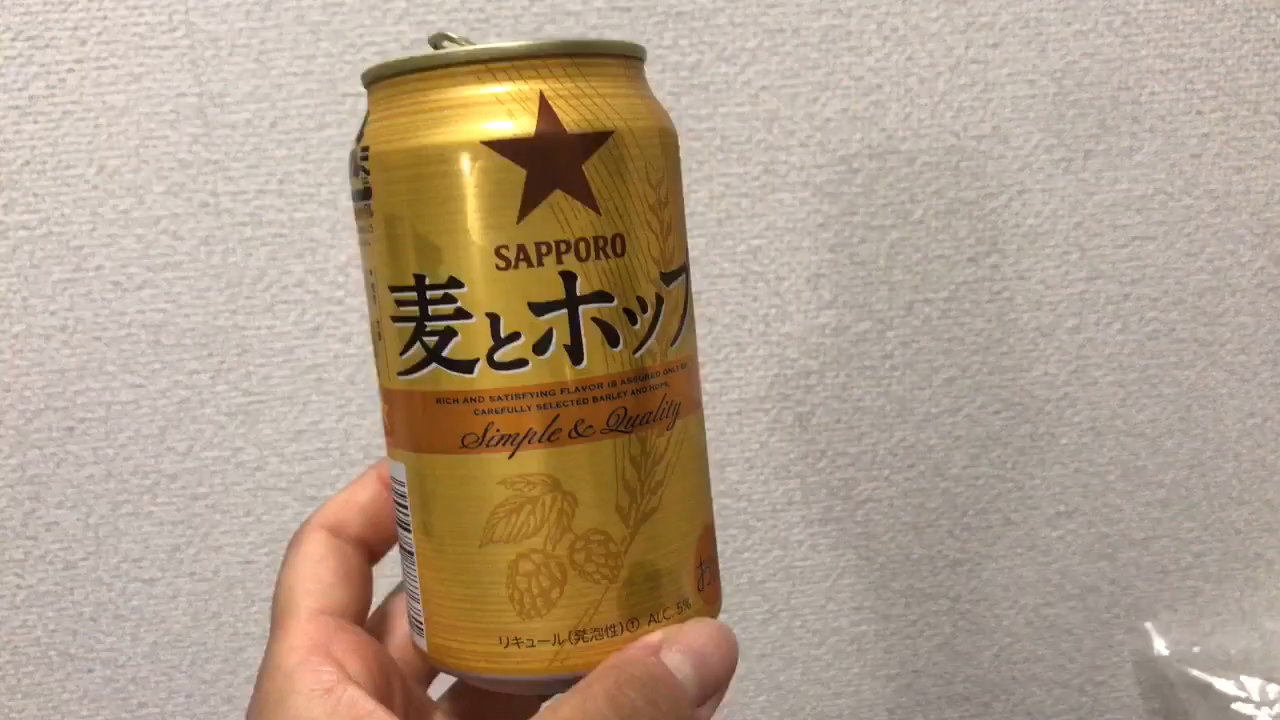 SAPPORO
麦とホップ
RICH AND SATISFYING FLAVOR IS ASSURED ONLY BY
CAREFULLY SELECTED BARLEY AND HOPS.
Simple & Quality
リキュール(発泡性)① ALC. 5%